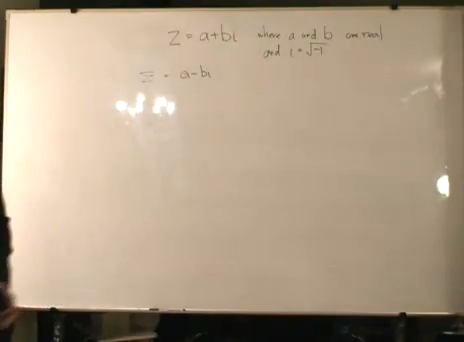 Z = a+bi where a and b are real
and i = √-1
z̄ = a-bi